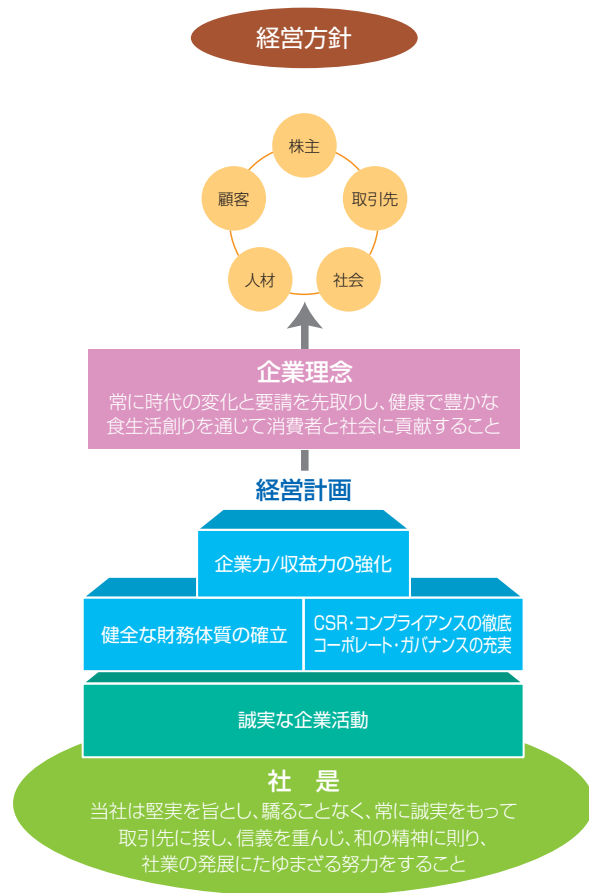 経営方針
株主
顧客
取引先
人材
社会
企業理念
常に時代の変化と要請を先取りし、健康で豊かな
食生活創りを通じて消費者と社会に貢献すること
経営計画
企業力/収益力の強化
健全な財務体質の確立
CSR・コンプライアンスの徹底
コーポレート・ガバナンスの充実
誠実な企業活動
社 是
当社は堅実を旨とし、驕ることなく、常に誠実をもって
取引先に接し、信義を重んじ、和の精神に則り、
社業の発展にたゆまざる努力をすること